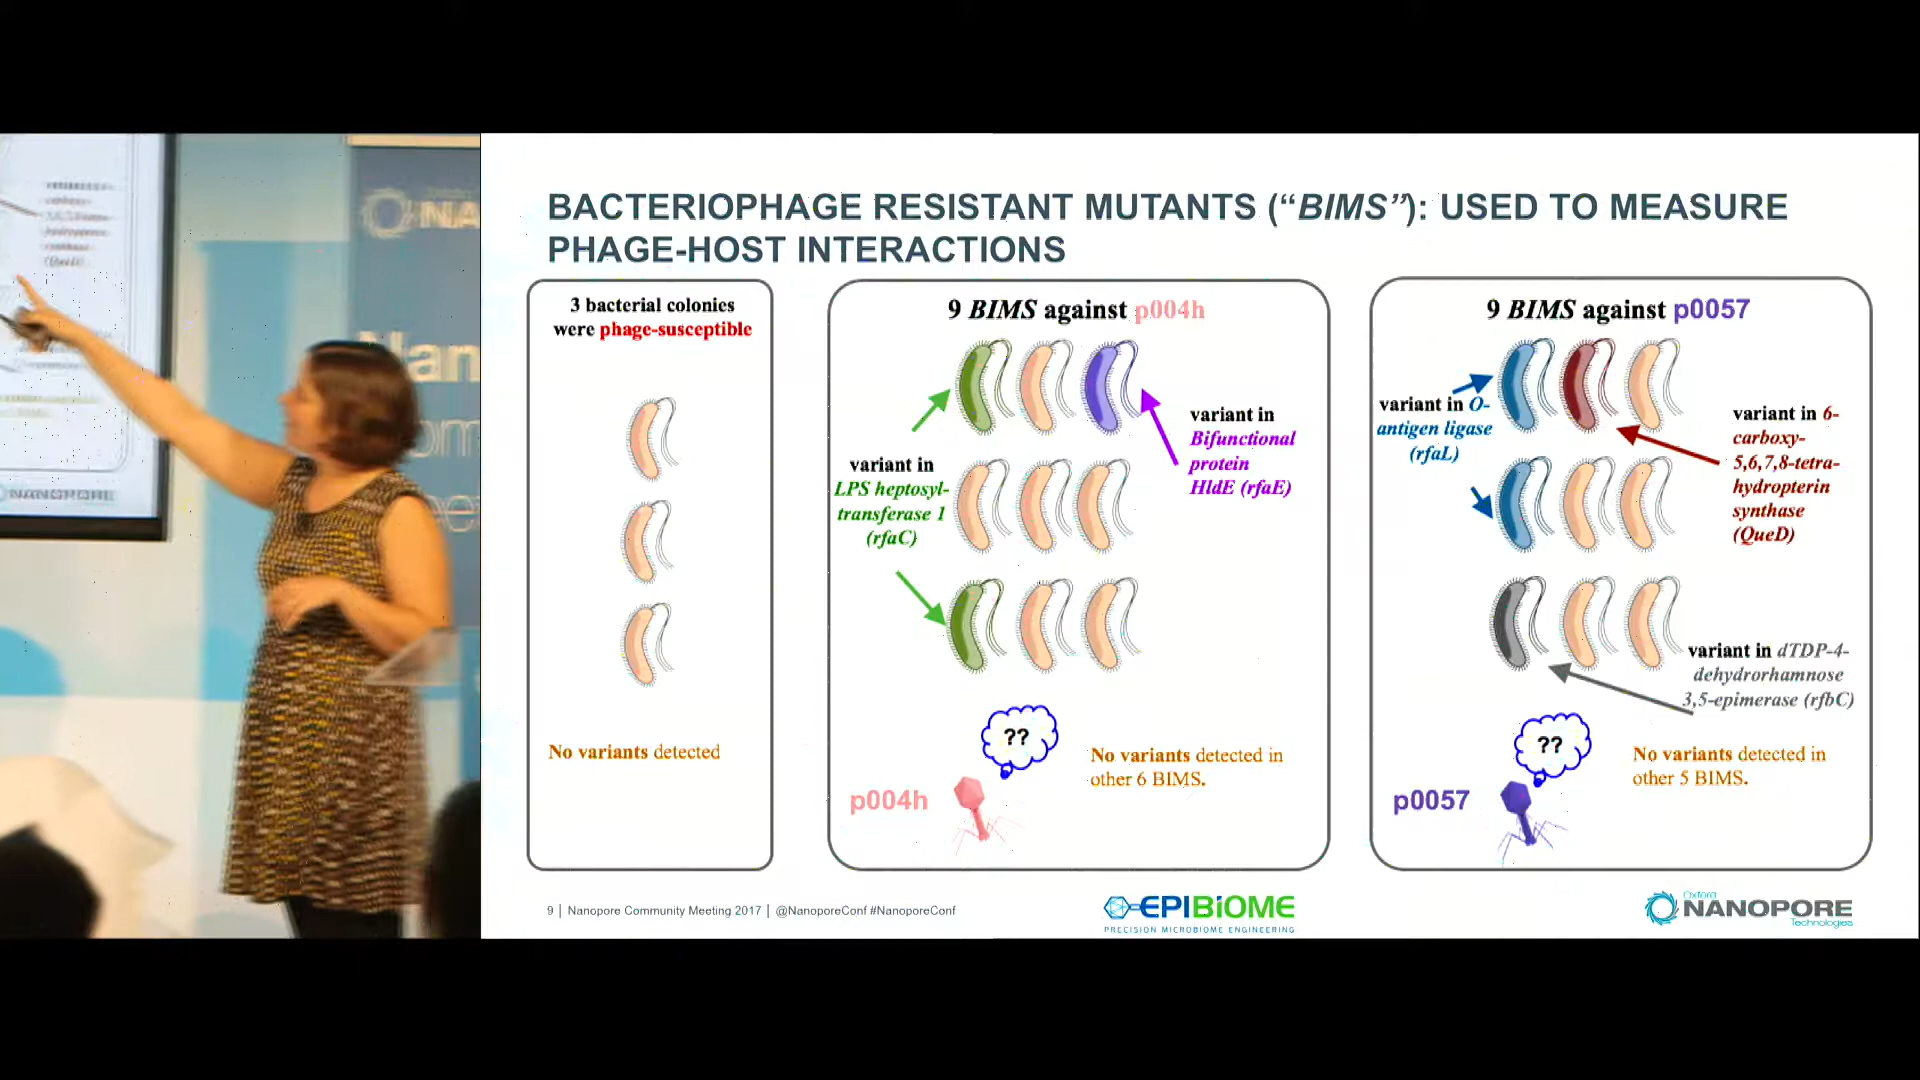 NANOPORE
NA
Nan
om
BACTERIOPHAGE RESISTANT MUTANTS (“BIMS”): USED TO MEASURE
PHAGE-HOST INTERACTIONS
3 bacterial colonies
were phage-susceptible
No variants detected
9 BIMS against p004h
variant in
LPS heptosyl-
transferase 1
(rfaC)
variant in
Bifunctional
protein
HldE (rfaE)
??
p004h
No variants detected in
other 6 BIMS.
9 BIMS against p0057
variant in O-
antigen ligase
(rfaL)
variant in 6-
carboxy-
5,6,7,8-tetra-
hydropterin
synthase
(QueD)
variant in dTDP-4-
dehydrorhamnose
3,5-epimerase (rfbC)
??
p0057
No variants detected in
other 5 BIMS.
9 | Nanopore Community Meeting 2017 | @NanoporeConf #NanoporeConf
EPIBIOME
PRECISION MICROBIOME ENGINEERING
Oxford
NANOPORE
Technologies